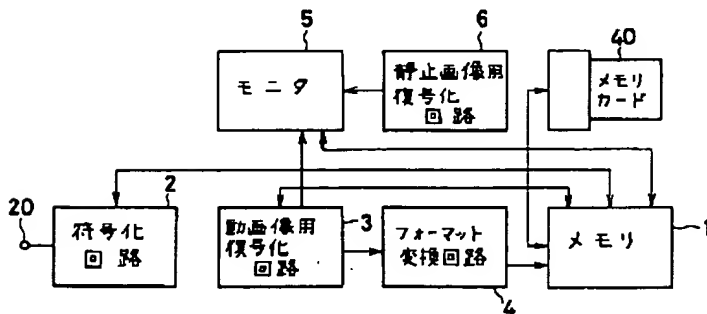 5
モニタ
6
静止画像用
復号化
回路
40
メモリ
カード
20
2
符号化
回路
動画像用
復号化
回路
3
フォーマット
変換回路
4
メモリ
1